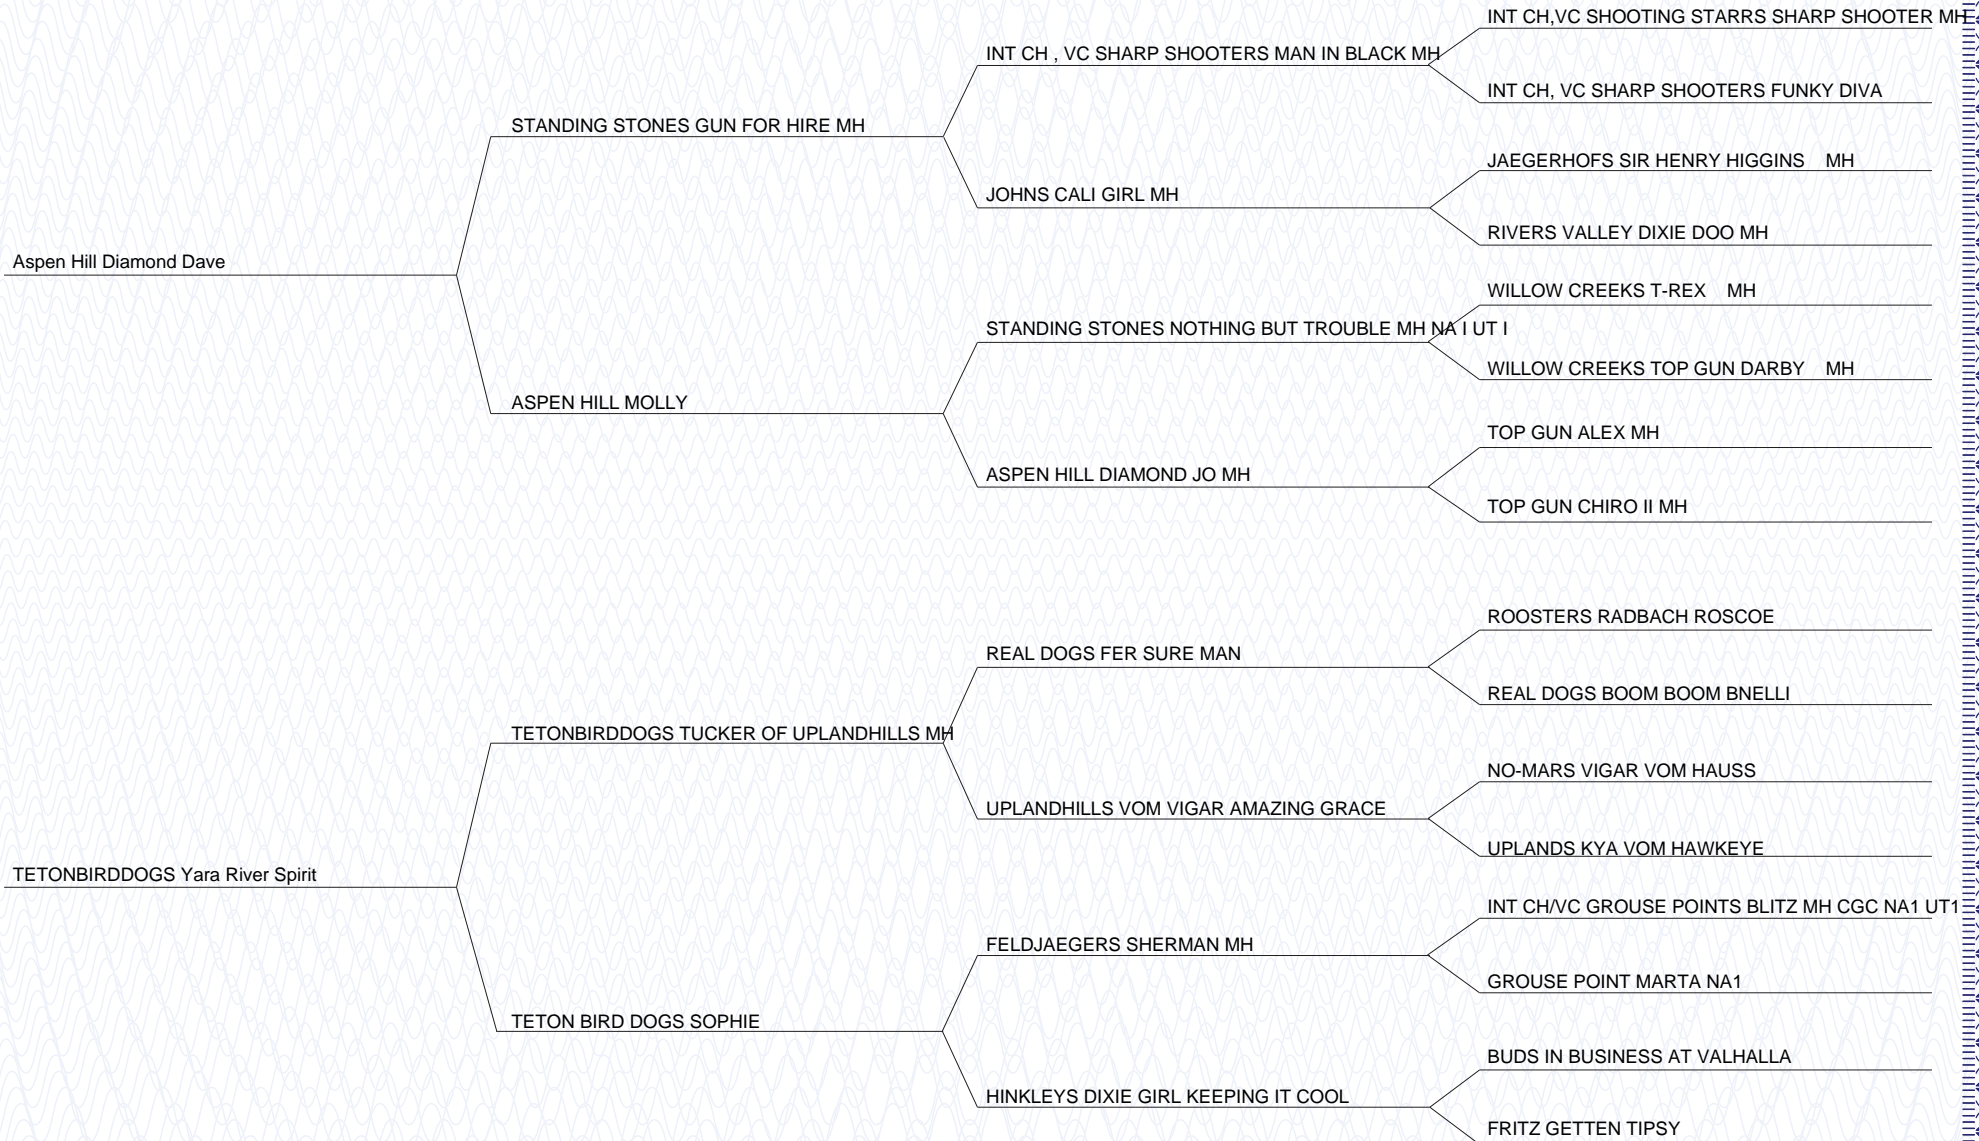 INT CH,VC SHOOTING STARRS SHARP SHOOTER MH
INT CH , VC SHARP SHOOTERS MAN IN BLACK MH
INT CH, VC SHARP SHOOTERS FUNKY DIVA
STANDING STONES GUN FOR HIRE MH
JAEGERHOFS SIR HENRY HIGGINS MH
JOHNS CALI GIRL MH
RIVERS VALLEY DIXIE DOO MH
Aspen Hill Diamond Dave
WILLOW CREEKS T-REX MH
STANDING STONES NOTHING BUT TROUBLE MH NA I UT I
WILLOW CREEKS TOP GUN DARBY MH
ASPEN HILL MOLLY
TOP GUN ALEX MH
ASPEN HILL DIAMOND JO MH
TOP GUN CHIRO II MH
ROOSTERS RADBACH ROSCOE
REAL DOGS FER SURE MAN
REAL DOGS BOOM BOOM BNELLI
TETONBIRDDOGS TUCKER OF UPLANDHILLS MH
NO-MARS VIGAR VOM HAUSS
UPLANDHILLS VOM VIGAR AMAZING GRACE
UPLANDS KYA VOM HAWKEYE
TETONBIRDDOGS Yara River Spirit
INT CH/VC GROUSE POINTS BLITZ MH CGC NA1 UT1
FELDJAEGERS SHERMAN MH
GROUSE POINT MARTA NA1
TETON BIRD DOGS SOPHIE
BUDS IN BUSINESS AT VALHALLA
HINKLEYS DIXIE GIRL KEEPING IT COOL
FRITZ GETTEN TIPSY